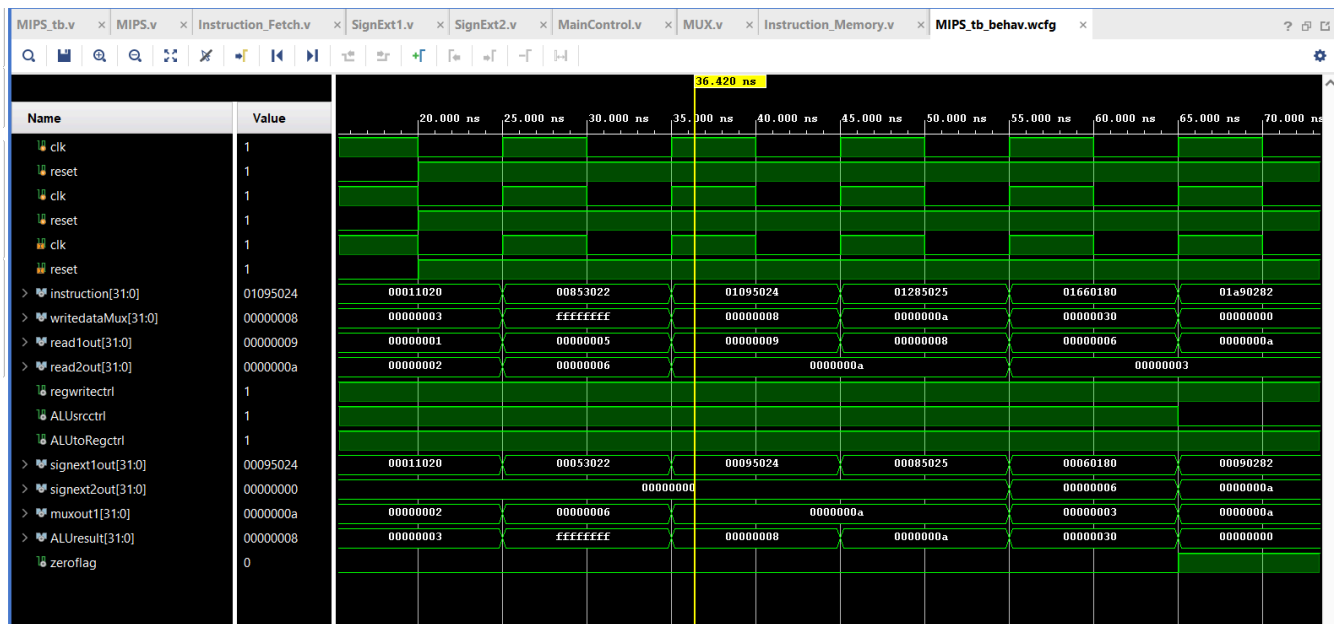 MIPS_tb.v × MIPS.v × Instruction_Fetch.v × SignExt1.v × SignExt2.v × MainControl.v × MUX.v × Instruction_Memory.v × MIPS_tb_behav.wcfg × ?
36.420 ns
Name Value
20.000 ns 25.000 ns 30.000 ns 35.000 ns 40.000 ns 45.000 ns 50.000 ns 55.000 ns 60.000 ns 65.000 ns 70.000 ns
clk 1
reset 1
clk 1
reset 1
clk 1
reset 1
> instruction[31:0] 01095024 00011020 00853022 01095024 01285025 01660180 01a90282
> writedataMux[31:0] 00000008 00000003 ffffffff 00000008 0000000a 00000030 00000000
> read1out[31:0] 00000009 00000001 00000005 00000009 00000008 00000006 0000000a
> read2out[31:0] 0000000a 00000002 00000006 0000000a 00000003
regwritectrl 1
ALUsrcctrl 1
ALUtoRegctrl 1
> signext1out[31:0] 00095024 00011020 00053022 00095024 00085025 00060180 00090282
> signext2out[31:0] 00000000 00000000 00000006 0000000a
> muxout1[31:0] 0000000a 00000002 00000006 0000000a 00000003 0000000a
> ALUresult[31:0] 00000008 00000003 ffffffff 00000008 0000000a 00000030 00000000
zeroflag 0